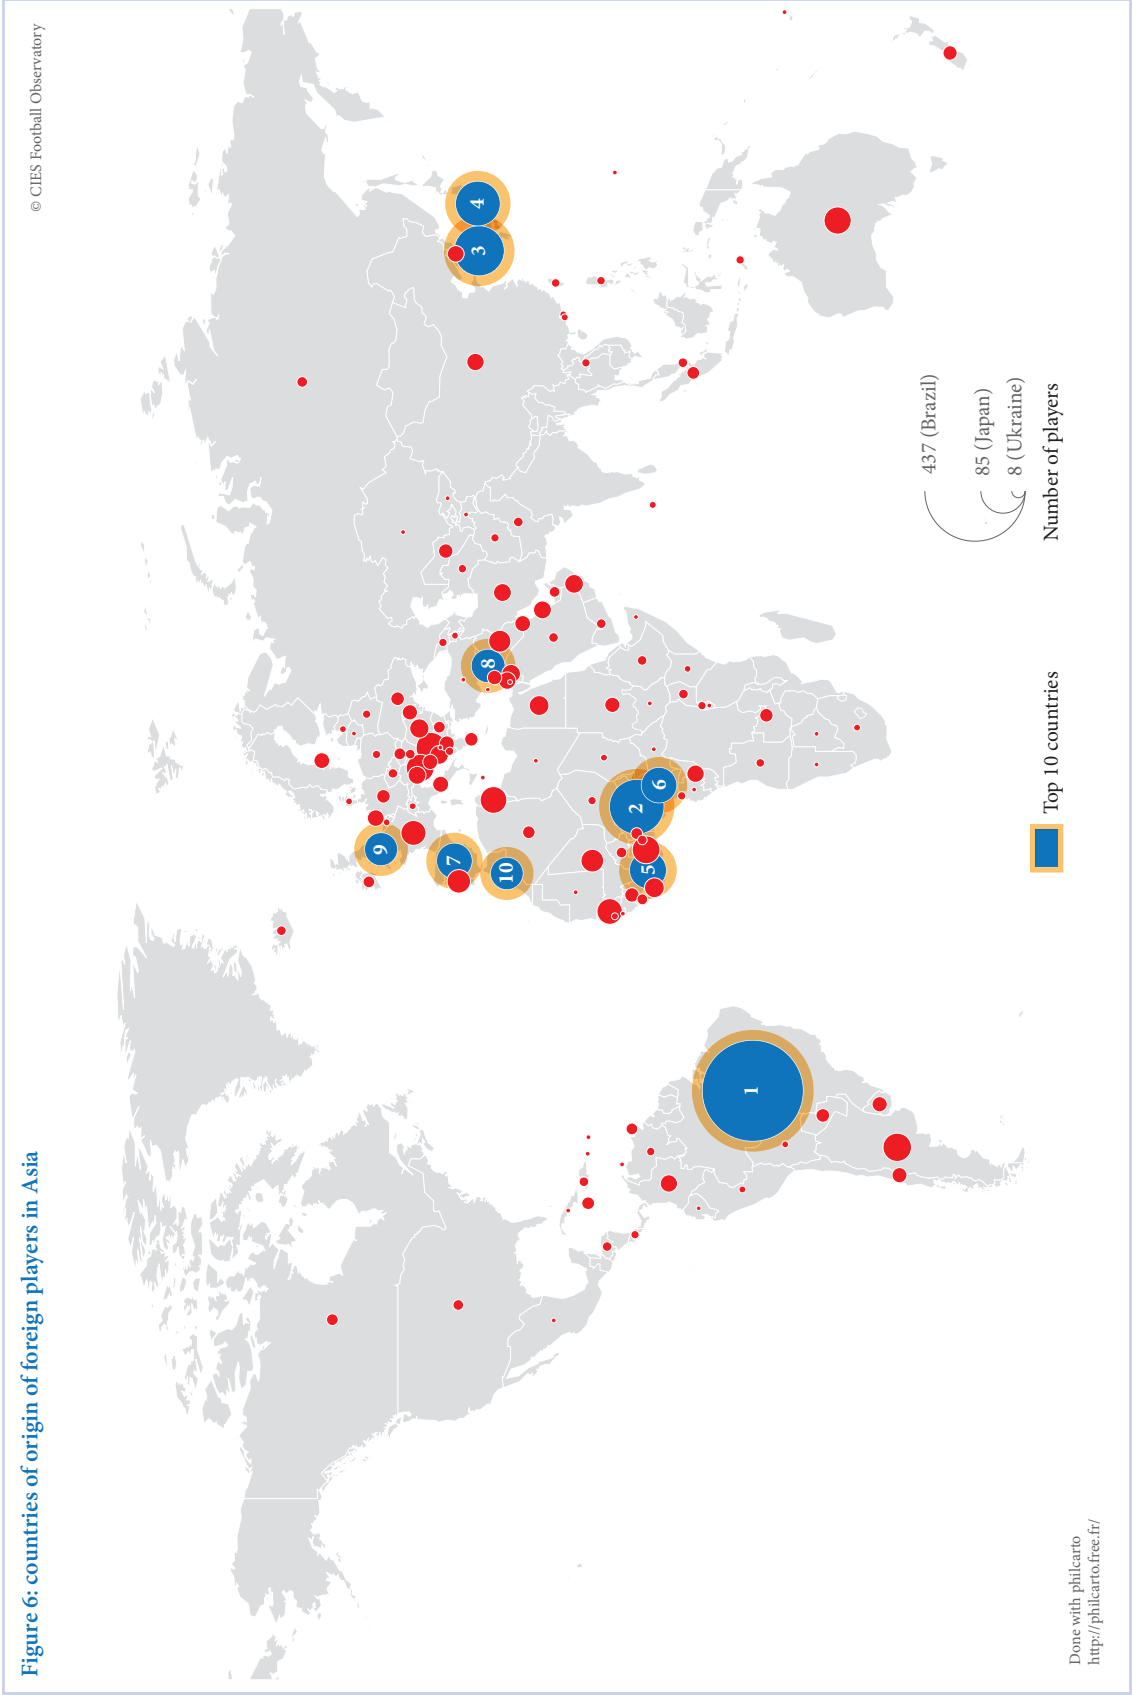 Figure 6: countries of origin of foreign players in Asia
© CIES Football Observatory
1
2
3
4
5
6
7
8
9
10
437 (Brazil)
85 (Japan)
8 (Ukraine)
Top 10 countries
Number of players
Done with philcarto
http://philcarto.free.fr/